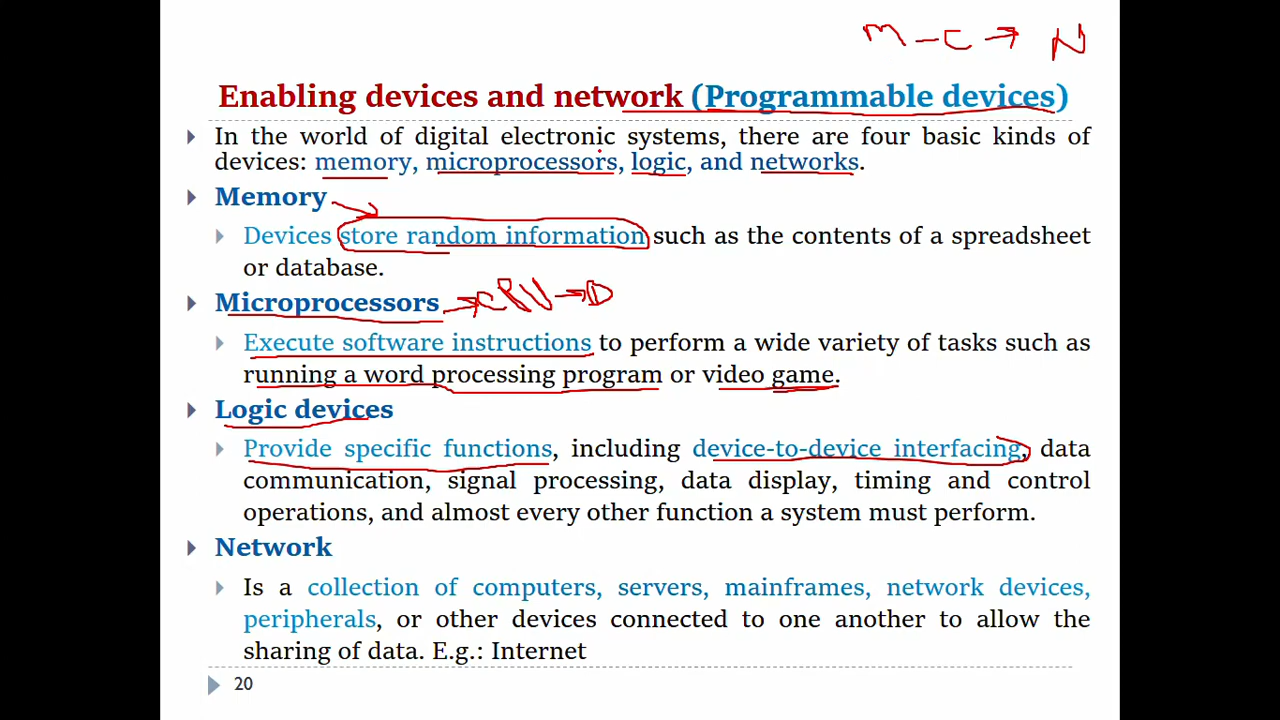 M - C → N
Enabling devices and network (Programmable devices)
In the world of digital electronic systems, there are four basic kinds of
devices: memory, microprocessors, logic, and networks.
Memory
Devices store random information such as the contents of a spreadsheet
or database.
Microprocessors → CPU → D
Execute software instructions to perform a wide variety of tasks such as
running a word processing program or video game.
Logic devices
Provide specific functions, including device-to-device interfacing, data
communication, signal processing, data display, timing and control
operations, and almost every other function a system must perform.
Network
Is a collection of computers, servers, mainframes, network devices,
peripherals, or other devices connected to one another to allow the
sharing of data. E.g.: Internet
20